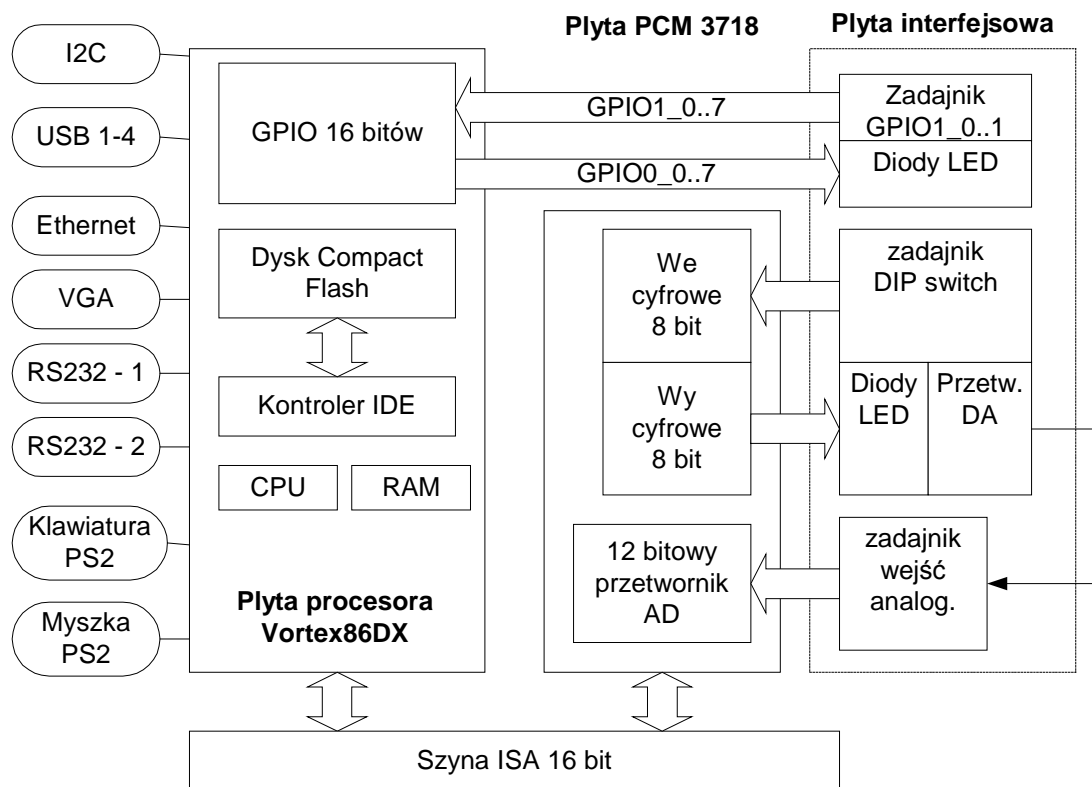 Plyta PCM 3718
Plyta interfejsowa
I2C
USB 1-4
Ethernet
VGA
RS232 - 1
RS232 - 2
Klawiatura
PS2
Myszka
PS2
GPIO 16 bitów
Dysk Compact
Flash
Kontroler IDE
CPU
RAM
Plyta procesora
Vortex86DX
GPIO1_0..7
GPIO0_0..7
We
cyfrowe
8 bit
Wy
cyfrowe
8 bit
12 bitowy
przetwornik
AD
Zadajnik
GPIO1_0..1
Diody LED
zadajnik
DIP switch
Diody
LED
Przetw.
DA
zadajnik
wejść
analog.
Szyna ISA 16 bit